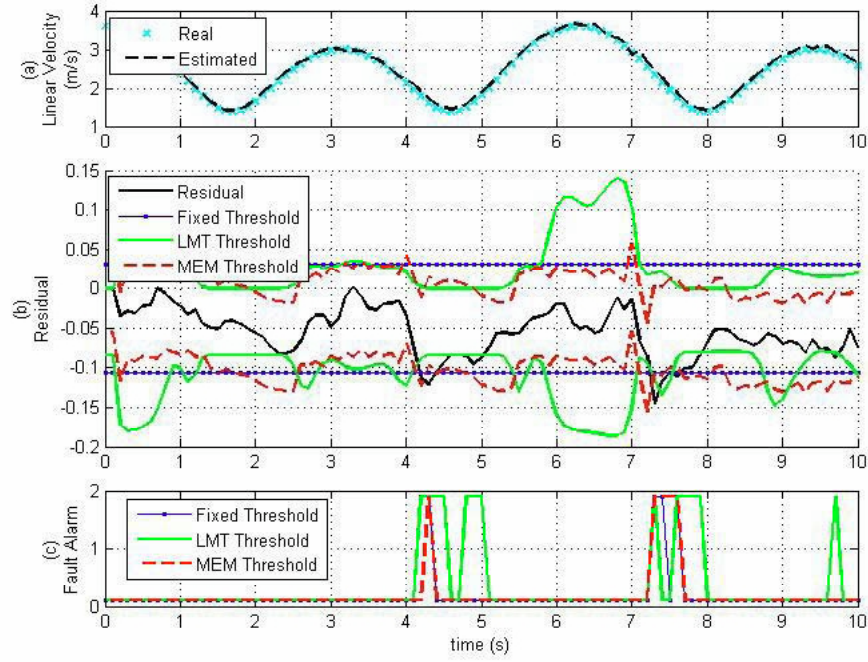 (a)
Linear Velocity
(m/s)
4
3
2
1
Real
Estimated
0 1 2 3 4 5 6 7 8 9 10
(b)
Residual
0.15
0.1
0.05
0
-0.05
-0.1
-0.15
-0.2
Residual
Fixed Threshold
LMT Threshold
MEM Threshold
0 1 2 3 4 5 6 7 8 9 10
(c)
Fault Alarm
2
1
0
Fixed Threshold
LMT Threshold
MEM Threshold
0 1 2 3 4 5 6 7 8 9 10
time (s)